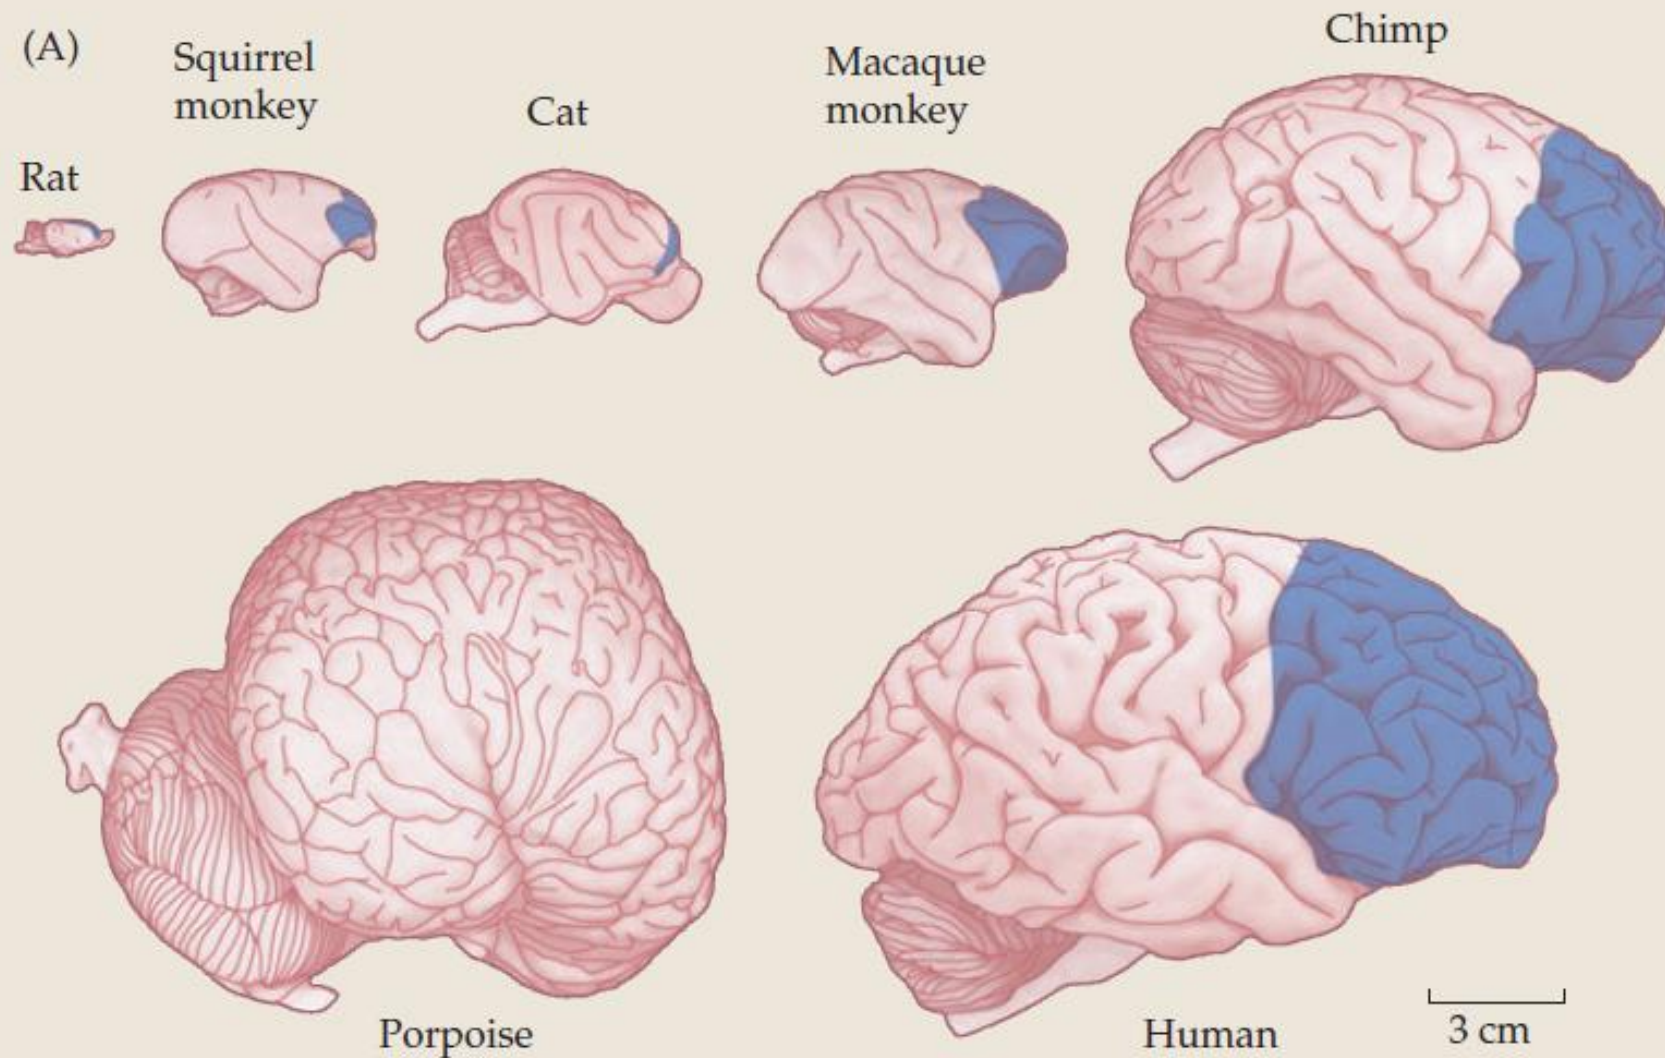 (A)
Rat
Squirrel
monkey
Cat
Macaque
monkey
Chimp
Porpoise
Human
3 cm